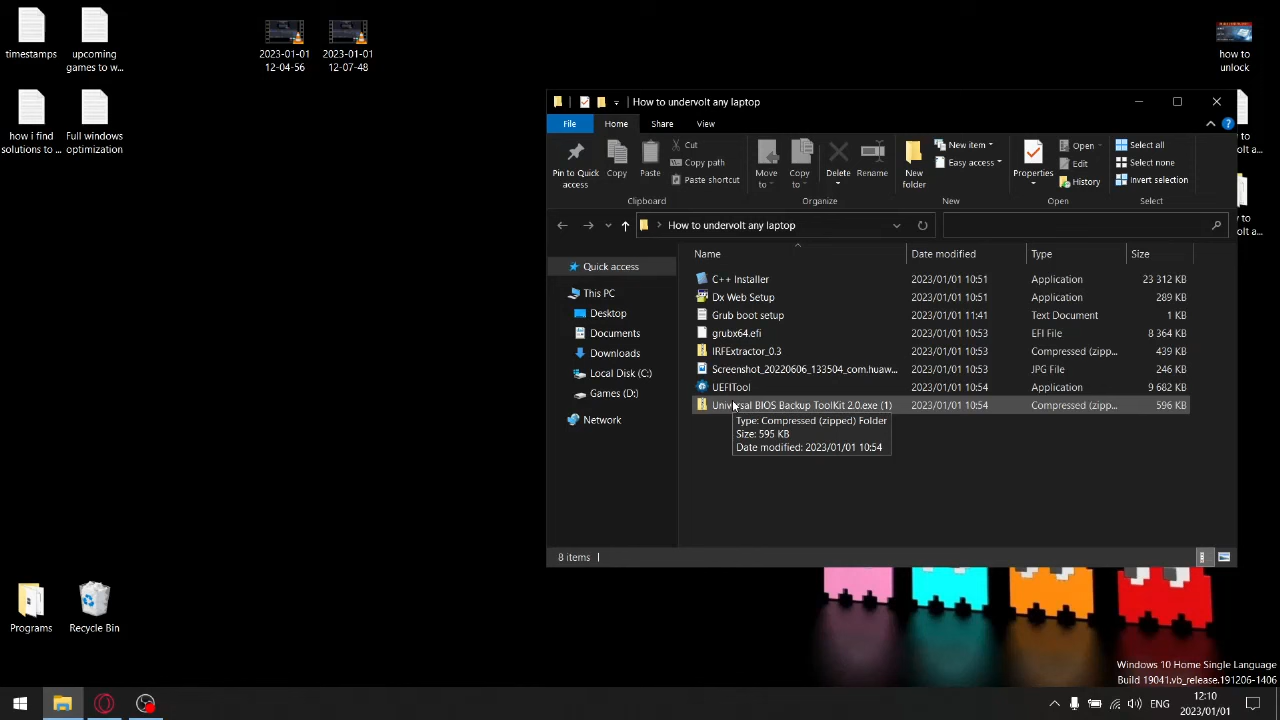 timestamps
upcoming
games to w...
how i find
solutions to ...
Full windows
optimization
2023-01-01
12-04-56
2023-01-01
12-07-48
how to
unlock
How to undervolt any laptop
File
Home
Share
View
Pin to Quick
access
Copy
Paste
Cut
Copy path
Paste shortcut
Move
to
Copy
to
Delete
Rename
New
folder
New item
Easy access
Properties
Open
Edit
History
Select all
Select none
Invert selection
Clipboard
Organize
New
Open
Select
How to undervolt any laptop
Name
Date modified
Type
Size
Quick access
This PC
Desktop
Documents
Downloads
Local Disk (C:)
Games (D:)
Network
C++ Installer 2023/01/01 10:51 Application 23 312 KB
Dx Web Setup 2023/01/01 10:51 Application 289 KB
Grub boot setup 2023/01/01 11:41 Text Document 1 KB
grubx64.efi 2023/01/01 10:53 EFI File 8 364 KB
IRFExtractor_0.3 2023/01/01 10:53 Compressed (zipp... 439 KB
Screenshot_20220606_133504_com.huaw... 2023/01/01 10:53 JPG File 246 KB
UEFITool 2023/01/01 10:54 Application 9 682 KB
Universal BIOS Backup ToolKit 2.0.exe (1) 2023/01/01 10:54 Compressed (zipp... 596 KB
Type: Compressed (zipped) Folder
Size: 595 KB
Date modified: 2023/01/01 10:54
8 items
Programs
Recycle Bin
Windows 10 Home Single Language
Build 19041.vb_release.191206-1406
ENG
12:10
2023/01/01